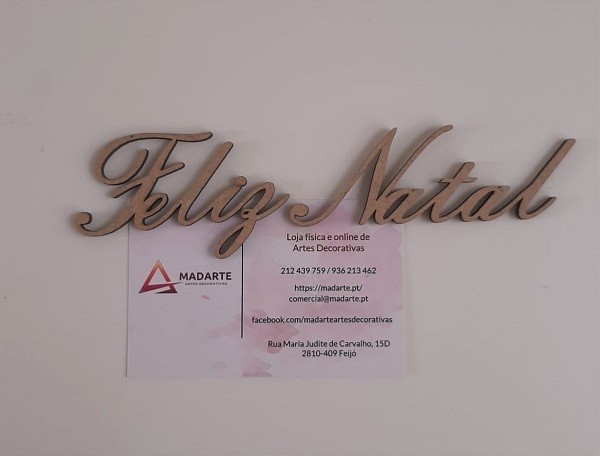 Feliz Natal
MADARTE
ARTES DECORATIVAS
Loja física e online de
Artes Decorativas
212 439 759 / 936 213 462
https://madarte.pt/
comercial@madarte.pt
facebook.com/madarteartesdecorativas
Rua Maria Judite de Carvalho, 15D
2810-409 Feijó